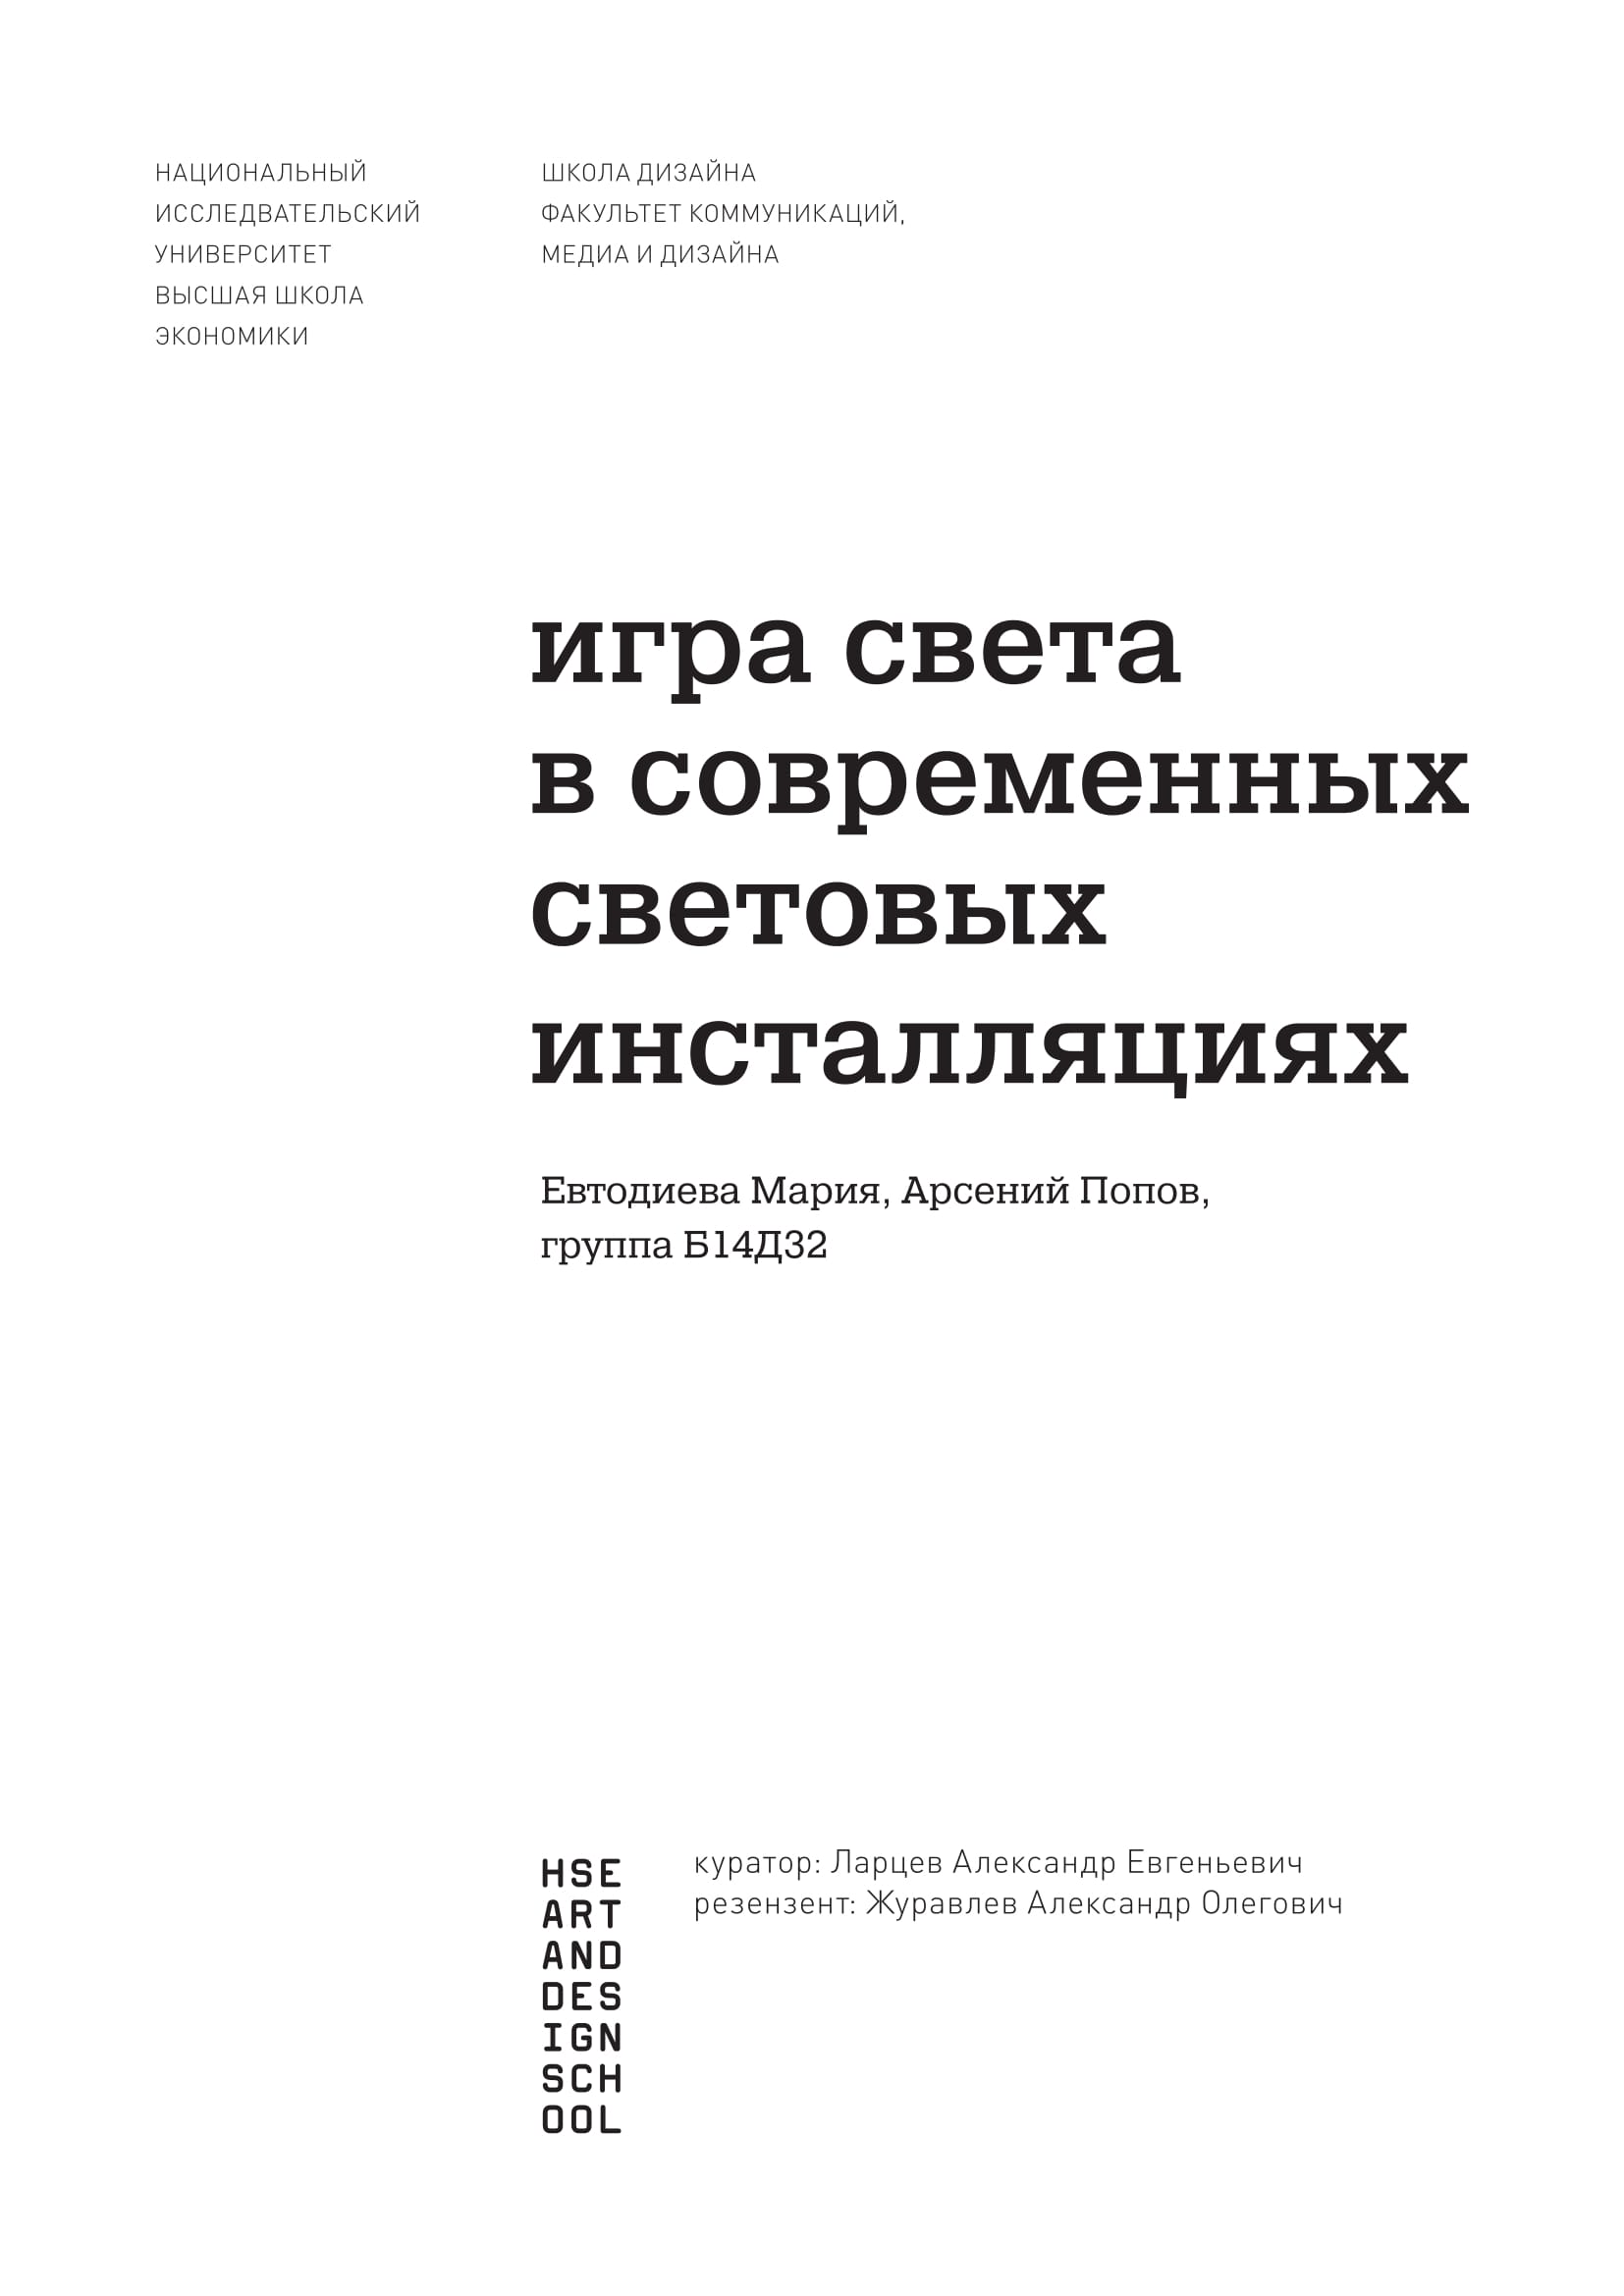 НАЦИОНАЛЬНЫЙ
ИССЛЕДВАТЕЛЬСКИЙ
УНИВЕРСИТЕТ
ВЫСШАЯ ШКОЛА
ЭКОНОМИКИ
ШКОЛА ДИЗАЙНА
ФАКУЛЬТЕТ КОММУНИКАЦИЙ,
МЕДИА И ДИЗАЙНА
игра света
в современных
световых
инсталляциях
Евтодиева Мария, Арсений Попов,
группа Б14Д32
HSE
ART
AND
DES
IGN
SCH
OOL
куратор: Ларцев Александр Евгеньевич
резензент: Журавлев Александр Олегович